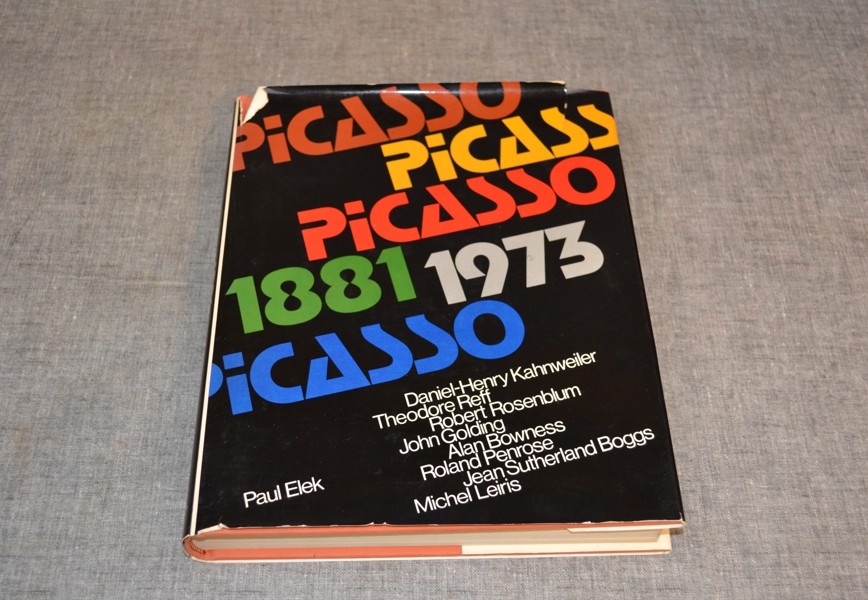 PiCASSO
PiCASS
PiCASSO
1881 1973
PiCASSO
Daniel-Henry Kahnweiler
Theodore Reff
Robert Rosenblum
John Golding
Alan Bowness
Roland Penrose
Jean Sutherland Boggs
Michel Leiris
Paul Elek